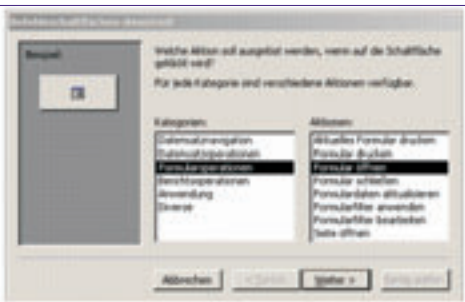 Befehlsschaltflächen-Assistent
Beispiel:
Welche Aktion soll ausgelöst werden, wenn auf die Schaltfläche
geklickt wird?
Für jede Kategorie sind verschiedene Aktionen verfügbar.
Kategorien:
Datensatznavigation
Datensatzoperationen
Formularoperationen
Berichtsoperationen
Anwendung
Diverse
Aktionen:
Aktuelles Formular drucken
Formular drucken
Formular öffnen
Formular schließen
Formulardaten aktualisieren
Formularfilter anwenden
Formularfilter bearbeiten
Seite öffnen
Abbrechen
< Zurück
Weiter >
Fertig stellen